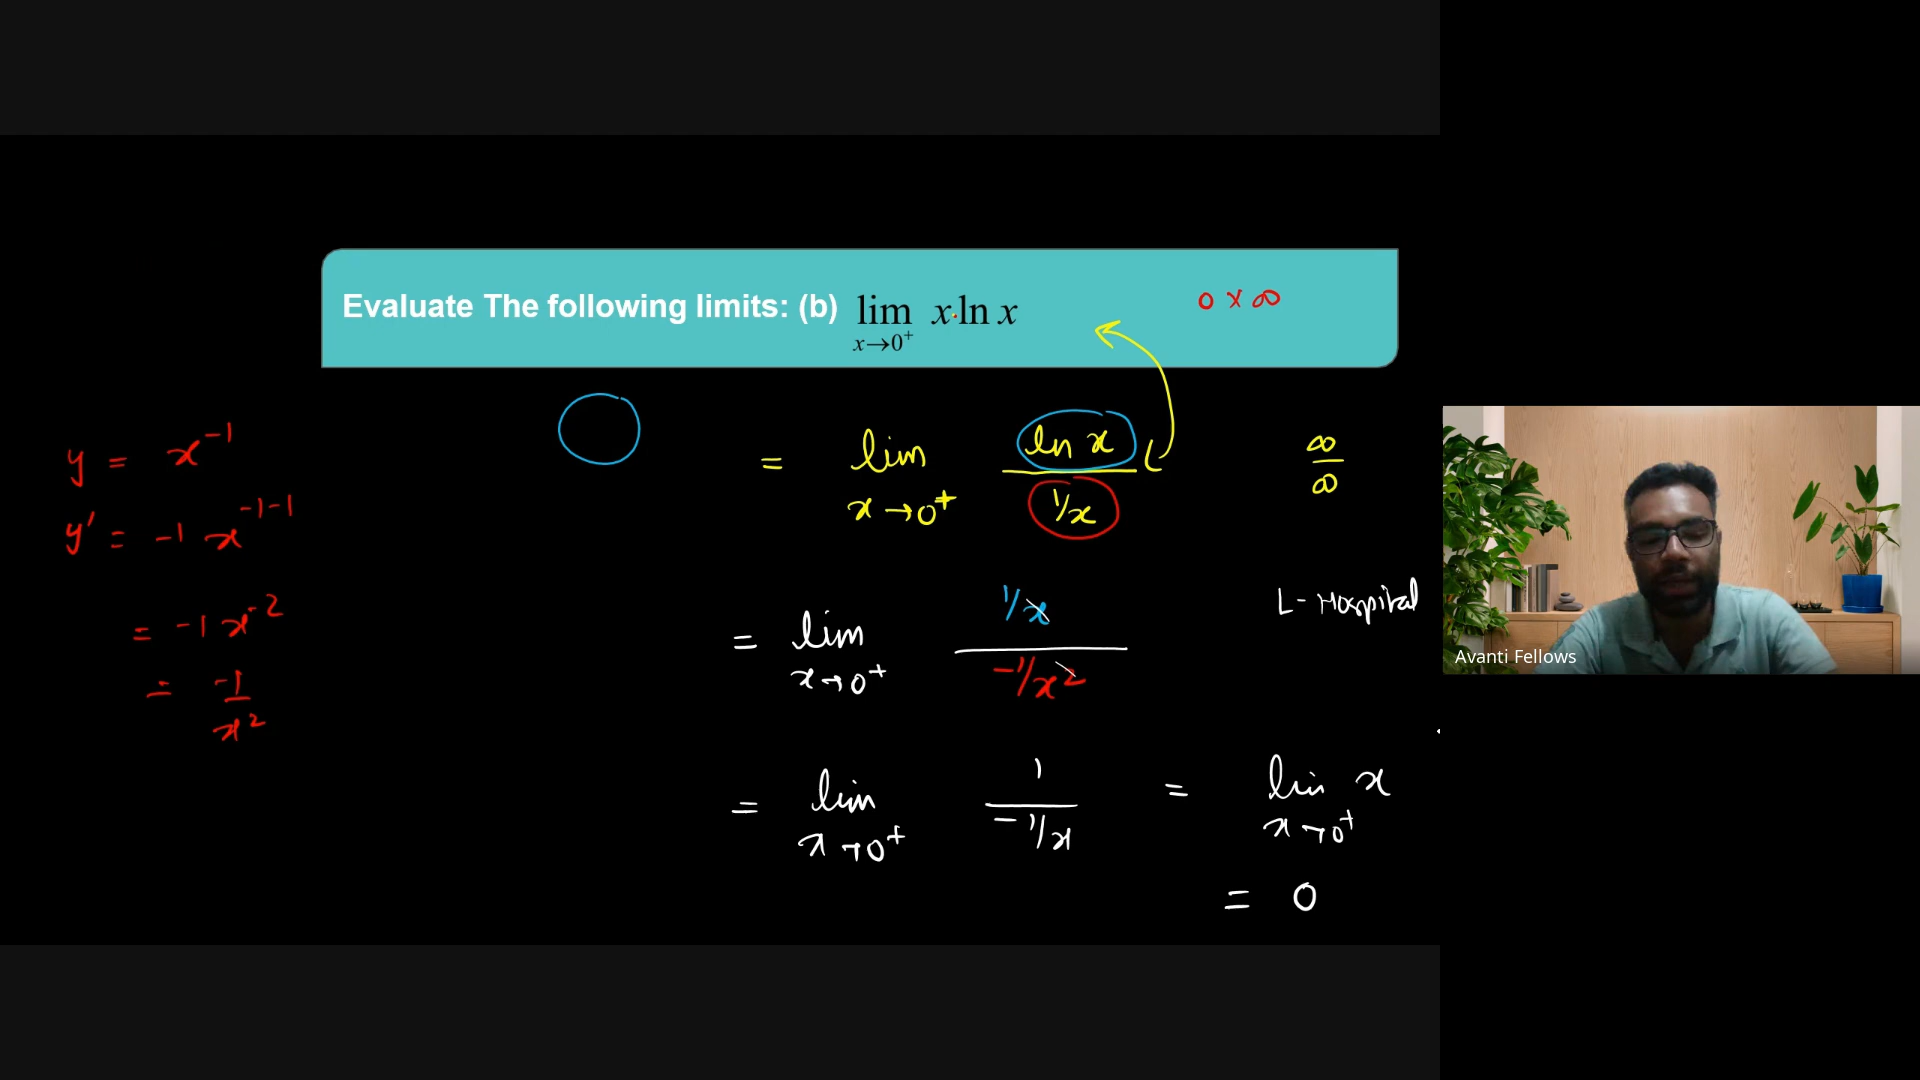 Evaluate The following limits: (b) lim x→0⁺ x·ln x
0 × ∞
y = x⁻¹
y' = -1 x⁻¹⁻¹
= -1 x⁻²
= -1/x²
= lim x→0⁺ ln x / (1/x)
∞/∞
= lim x→0⁺ (1/x) / (-1/x²)
L-Hospital
= lim x→0⁺ 1 / (-1/x) = lim x→0⁺ x
= 0
Avanti Fellows